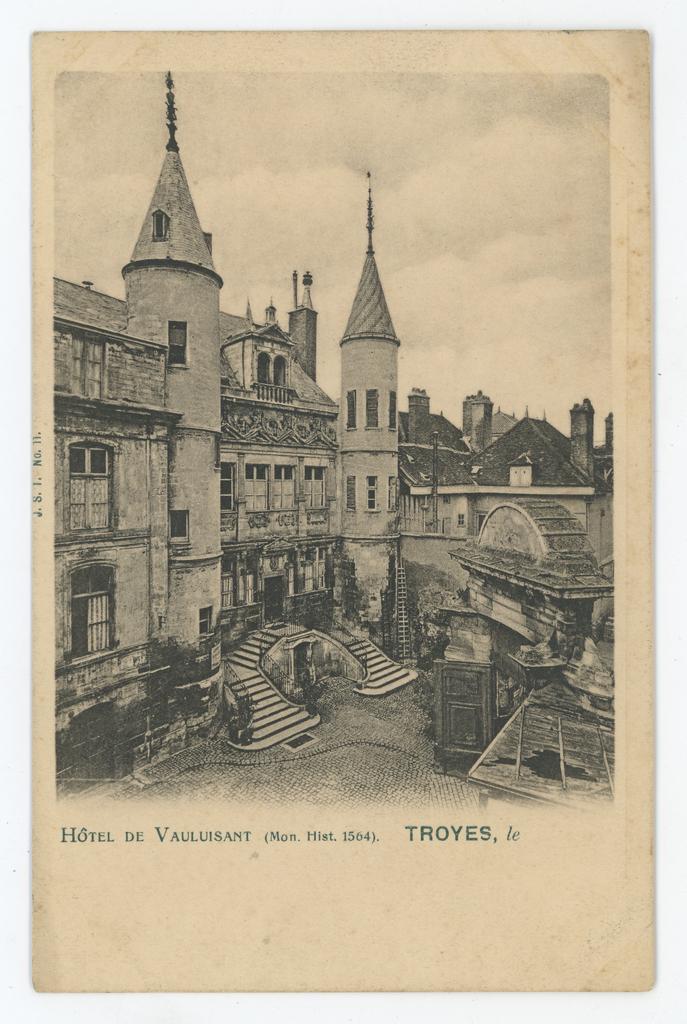 J. S. I. No. 11.
HÔTEL DE VAULUISANT (Mon. Hist. 1564). TROYES, le